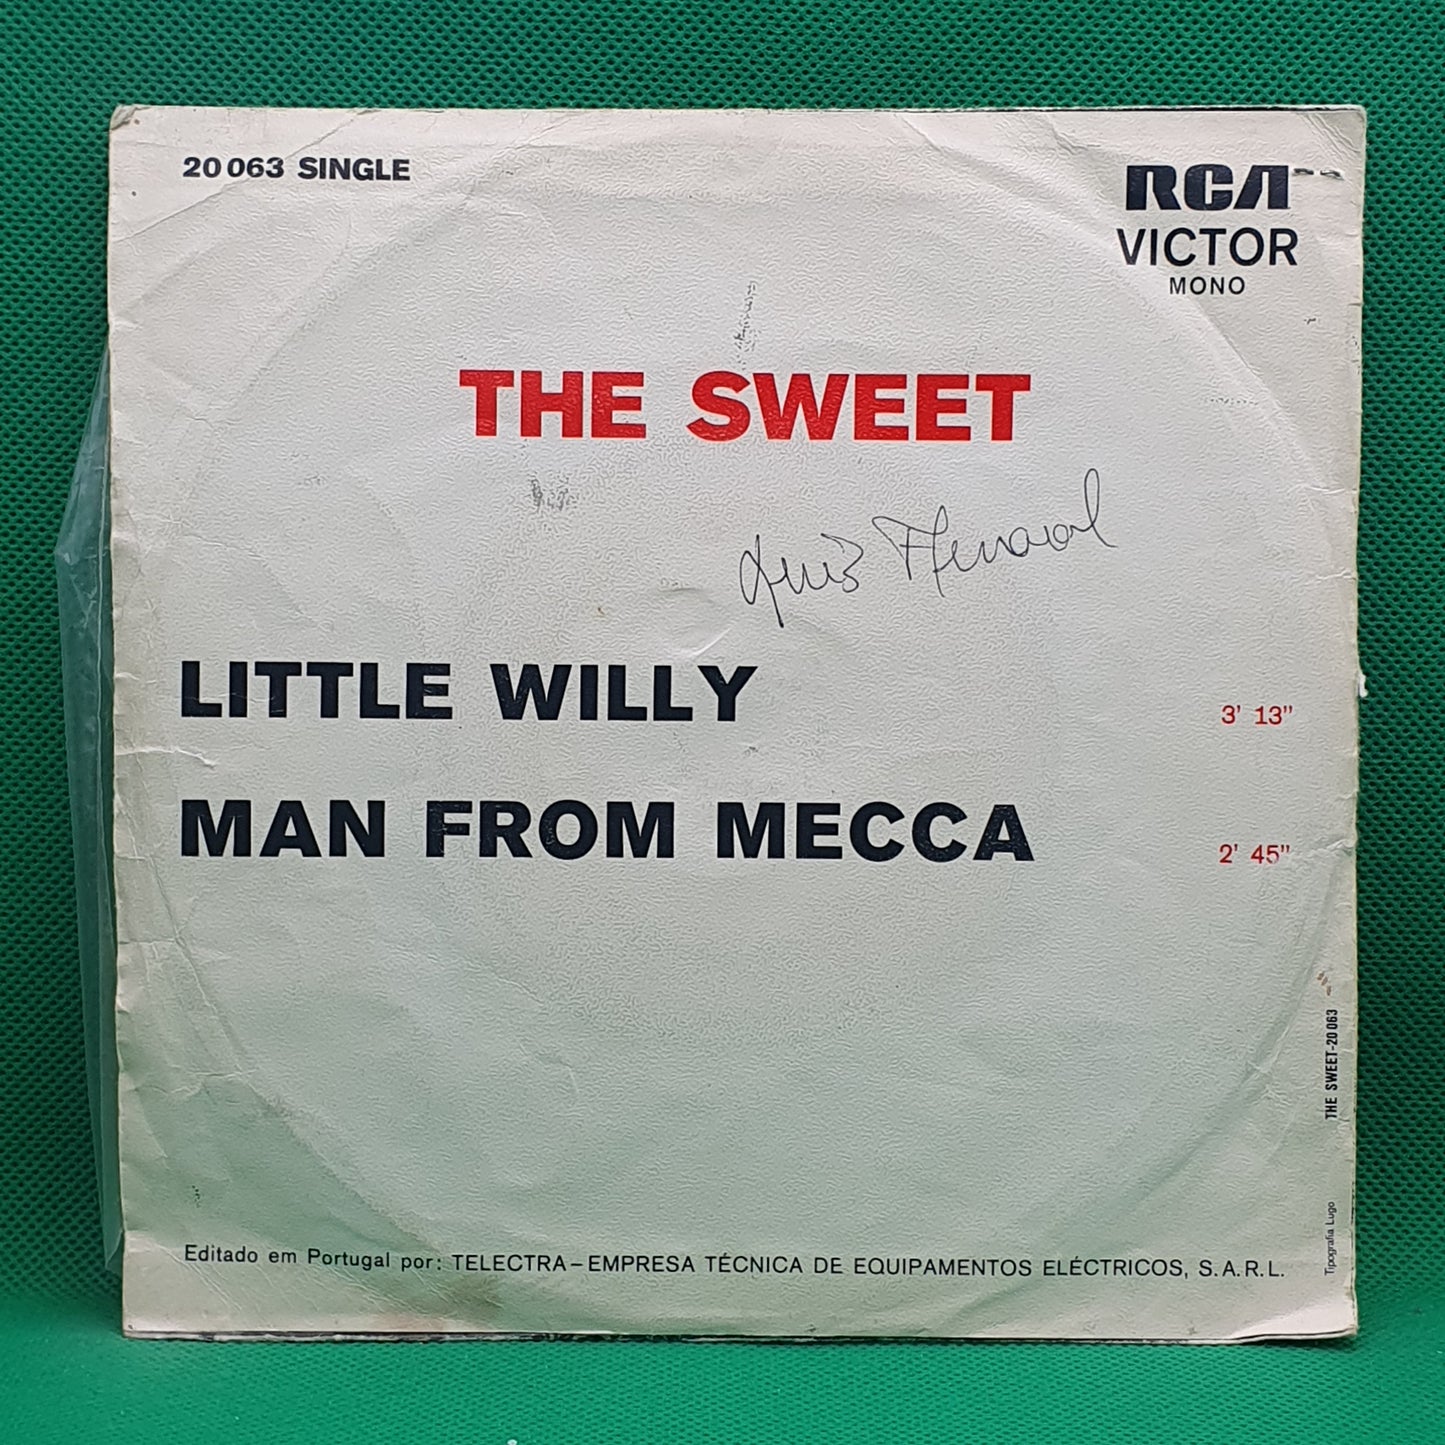 20 063 SINGLE
RCA
VICTOR
MONO
THE SWEET
Luis
LITTLE WILLY 3' 13"
MAN FROM MECCA 2' 45"
THE SWEET-20 063
Tipografia Lugo
Editado em Portugal por: TELECTRA – EMPRESA TÉCNICA DE EQUIPAMENTOS ELÉCTRICOS, S.A.R.L.